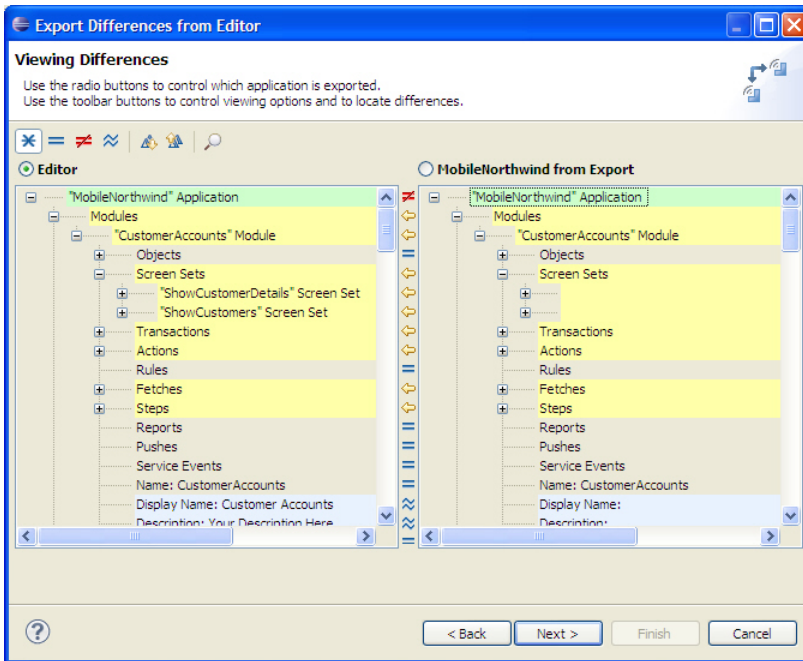 Export Differences from Editor
Viewing Differences
Use the radio buttons to control which application is exported.
Use the toolbar buttons to control viewing options and to locate differences.
Editor
"MobileNorthwind" Application
Modules
"CustomerAccounts" Module
Objects
Screen Sets
"ShowCustomerDetails" Screen Set
"ShowCustomers" Screen Set
Transactions
Actions
Rules
Fetches
Steps
Reports
Pushes
Service Events
Name: CustomerAccounts
Display Name: Customer Accounts
Description: Your Description Here
MobileNorthwind from Export
"MobileNorthwind" Application
Modules
"CustomerAccounts" Module
Objects
Screen Sets
Transactions
Actions
Rules
Fetches
Steps
Reports
Pushes
Service Events
Name: CustomerAccounts
Display Name:
Description:
< Back
Next >
Finish
Cancel